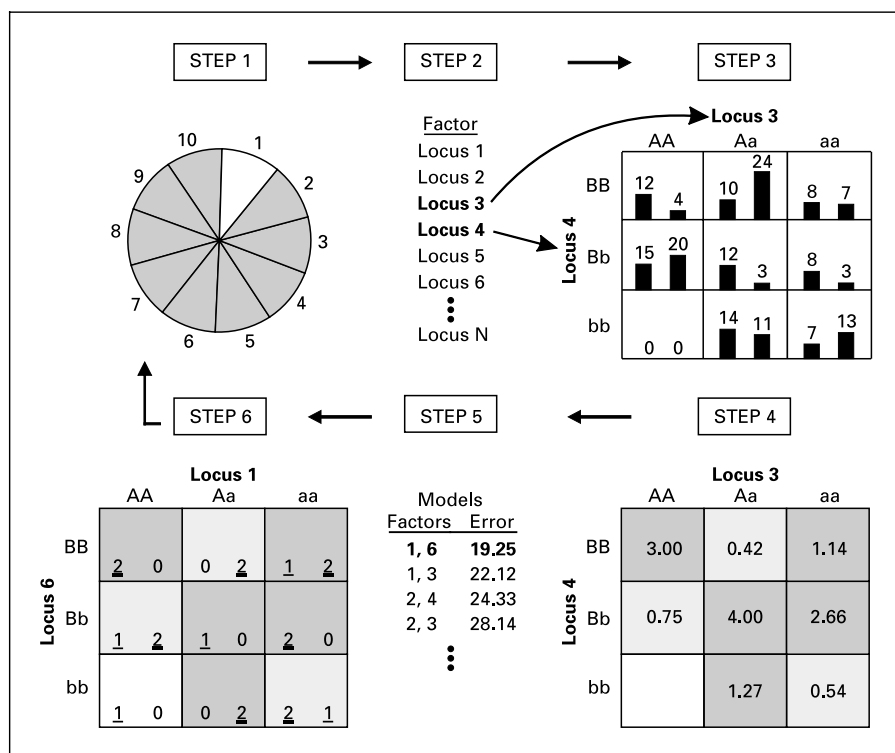 STEP 1
STEP 2
STEP 3
10 1
9 2
8 3
7 4
6 5
Factor
Locus 1
Locus 2
Locus 3
Locus 4
Locus 5
Locus 6
Locus N
Locus 3
AA Aa aa
Locus 4
BB 12 4 10 24 8 7
Bb 15 20 12 3 8 3
bb 0 0 14 11 7 13
STEP 6
STEP 5
STEP 4
Locus 1
AA Aa aa
Locus 6
BB 2 0 0 2 1 2
Bb 1 2 1 0 2 0
bb 1 0 0 2 2 1
Models
Factors Error
1, 6 19.25
1, 3 22.12
2, 4 24.33
2, 3 28.14
Locus 3
AA Aa aa
Locus 4
BB 3.00 0.42 1.14
Bb 0.75 4.00 2.66
bb 1.27 0.54